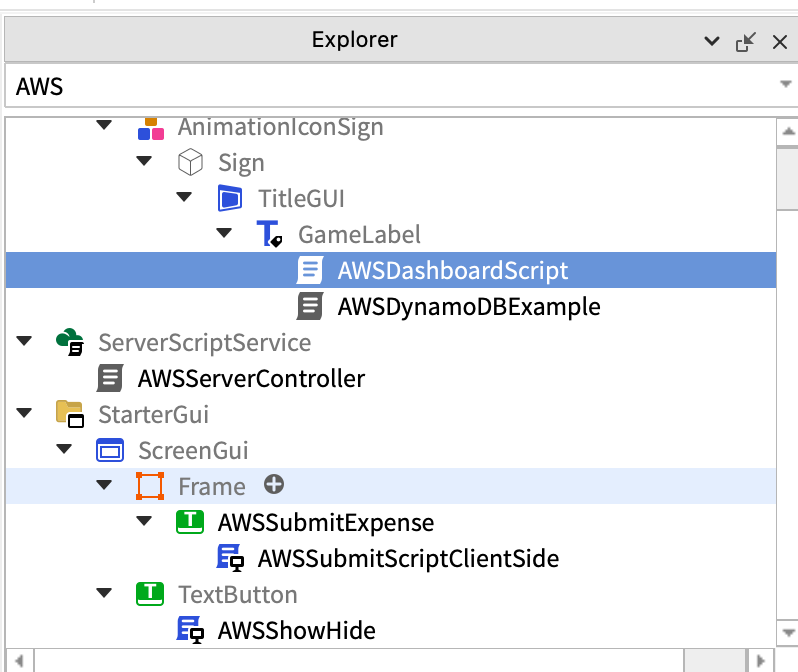 Explorer
AWS
AnimationIconSign
Sign
TitleGUI
GameLabel
AWSDashboardScript
AWSDynamoDBExample
ServerScriptService
AWSServerController
StarterGui
ScreenGui
Frame
AWSSubmitExpense
AWSSubmitScriptClientSide
TextButton
AWSShowHide